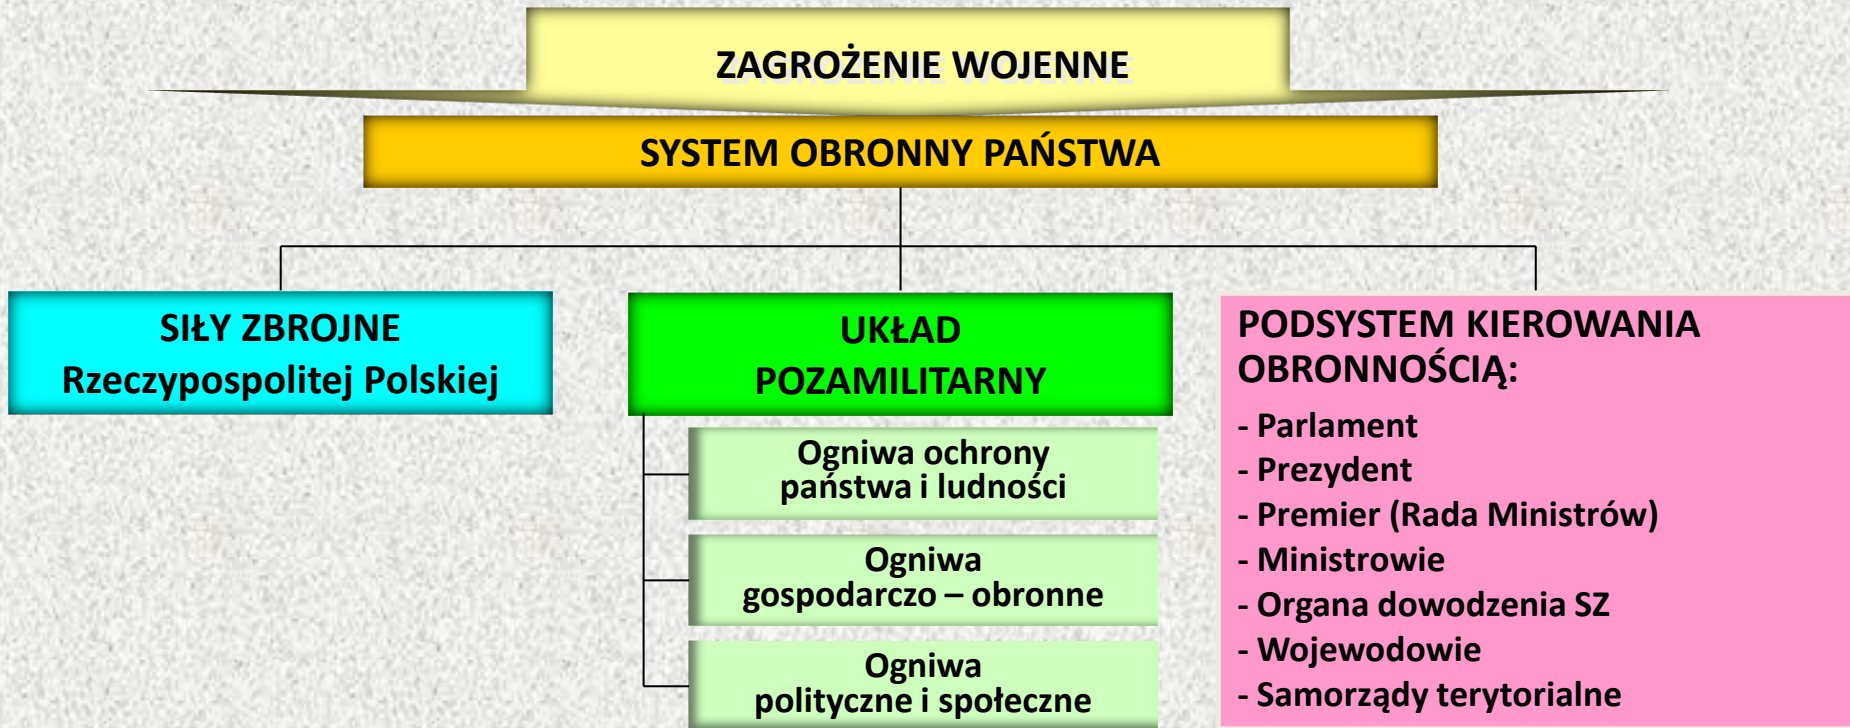 ZAGROŻENIE WOJENNE
SYSTEM OBRONNY PAŃSTWA
SIŁY ZBROJNE
Rzeczypospolitej Polskiej
UKŁAD
POZAMILITARNY
Ogniwa ochrony
państwa i ludności
Ogniwa
gospodarczo – obronne
Ogniwa
polityczne i społeczne
PODSYSTEM KIEROWANIA
OBRONNOŚCIĄ:
- Parlament
- Prezydent
- Premier (Rada Ministrów)
- Ministrowie
- Organa dowodzenia SZ
- Wojewodowie
- Samorządy terytorialne